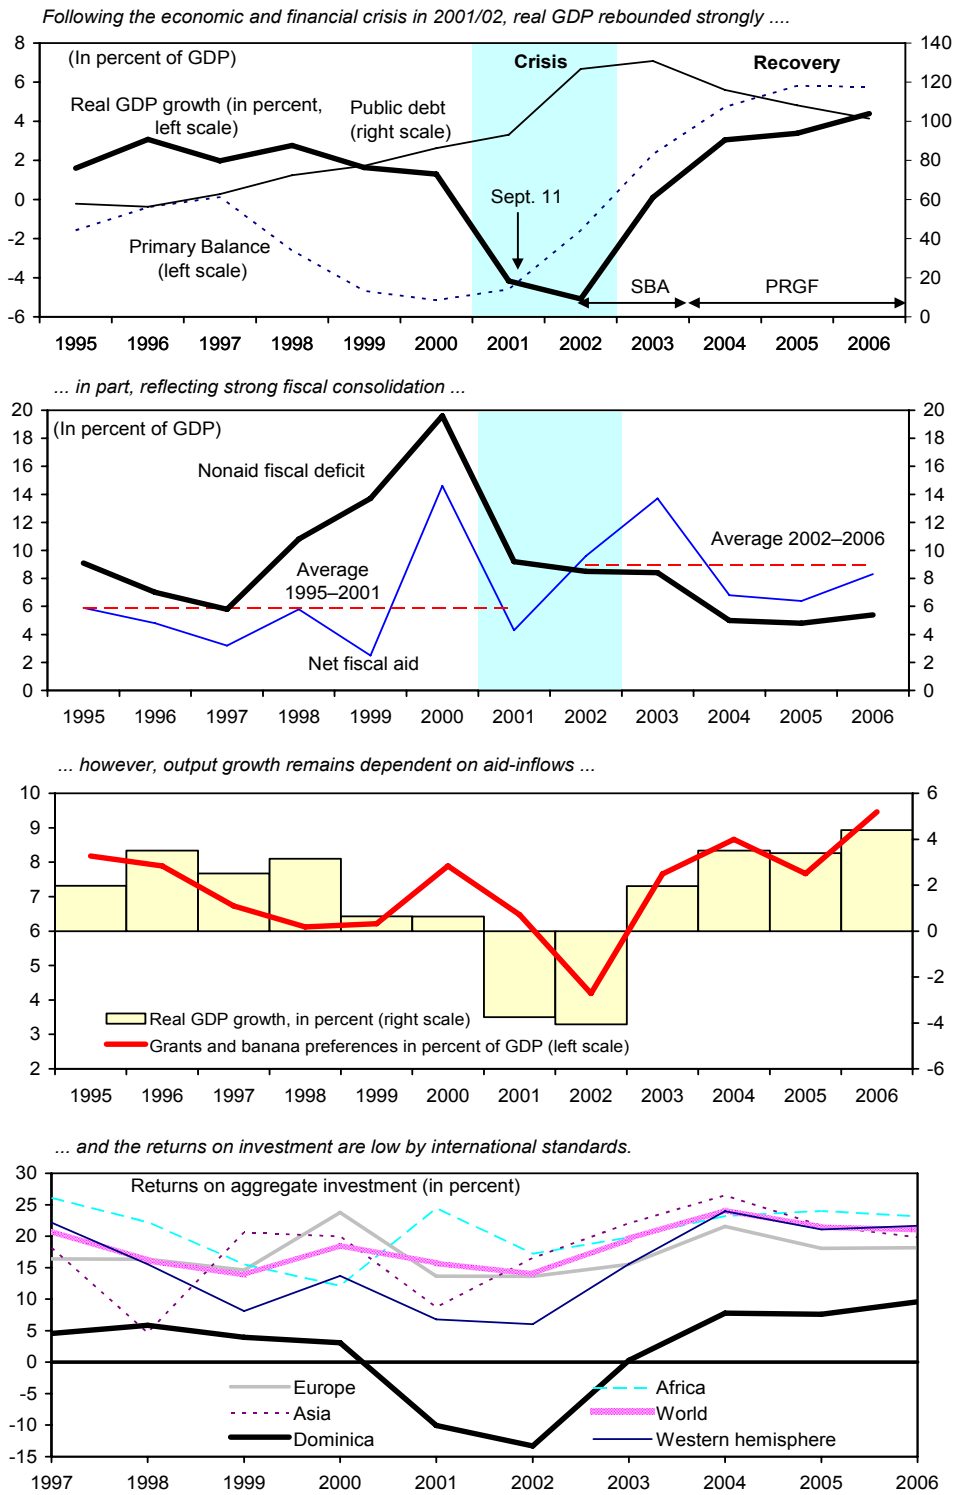 Following the economic and financial crisis in 2001/02, real GDP rebounded strongly ....
8 140
(In percent of GDP) Crisis Recovery
6 120
Real GDP growth (in percent,
left scale)
Public debt
(right scale)
4 100
2 80
0 60
Sept. 11
Primary Balance
(left scale)
-2 40
-4 20
SBA PRGF
-6 0
1995 1996 1997 1998 1999 2000 2001 2002 2003 2004 2005 2006
... in part, reflecting strong fiscal consolidation ...
20 20
(In percent of GDP)
18 18
16 16
Nonaid fiscal deficit
14 14
12 12
Average 2002–2006
10 10
Average
1995–2001
8 8
6 6
4 4
Net fiscal aid
2 2
0 0
1995 1996 1997 1998 1999 2000 2001 2002 2003 2004 2005 2006
... however, output growth remains dependent on aid-inflows ...
10 6
9 4
8 2
7
6 0
5 -2
4 -4
Real GDP growth, in percent (right scale)
3
Grants and banana preferences in percent of GDP (left scale)
2 -6
1995 1996 1997 1998 1999 2000 2001 2002 2003 2004 2005 2006
... and the returns on investment are low by international standards.
30
Returns on aggregate investment (in percent)
25
20
15
10
5
0
-5
Europe Africa
Asia World
-10
Dominica Western hemisphere
-15
1997 1998 1999 2000 2001 2002 2003 2004 2005 2006